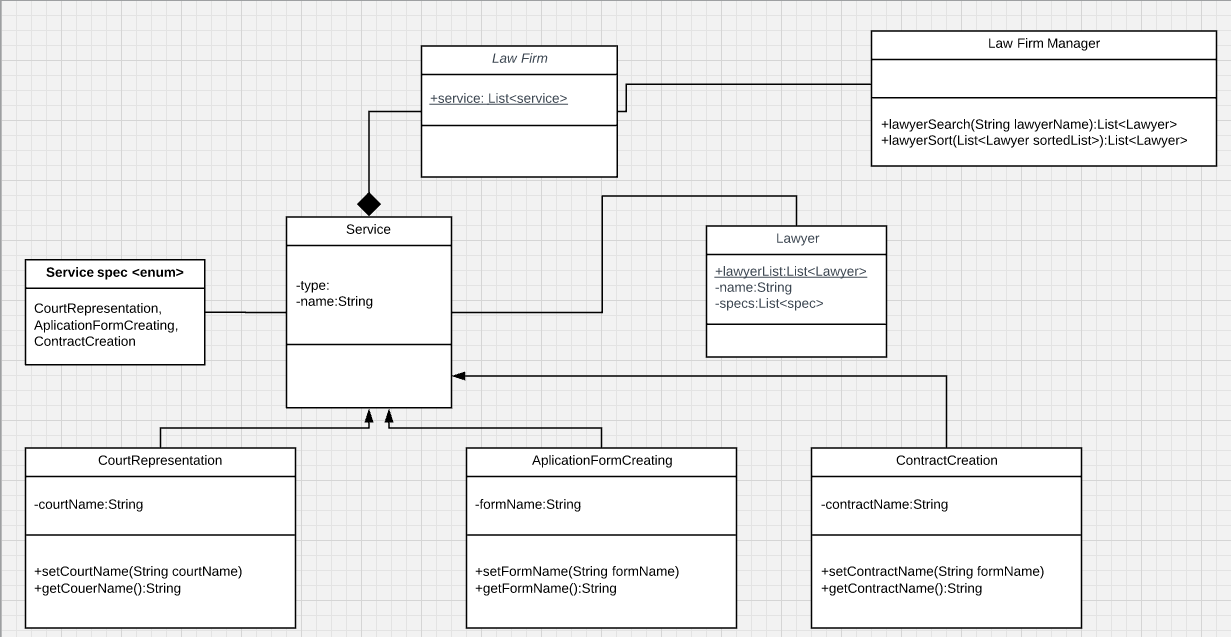 Law Firm
+service: List<service>
Law Firm Manager
+lawyerSearch(String lawyerName):List<Lawyer>
+lawyerSort(List<Lawyer sortedList>):List<Lawyer>
Service
-type:
-name:String
Lawyer
+lawyerList:List<Lawyer>
-name:String
-specs:List<spec>
Service spec <enum>
CourtRepresentation,
AplicationFormCreating,
ContractCreation
CourtRepresentation
-courtName:String
+setCourtName(String courtName)
+getCouerName():String
AplicationFormCreating
-formName:String
+setFormName(String formName)
+getFormName():String
ContractCreation
-contractName:String
+setContractName(String formName)
+getContractName():String